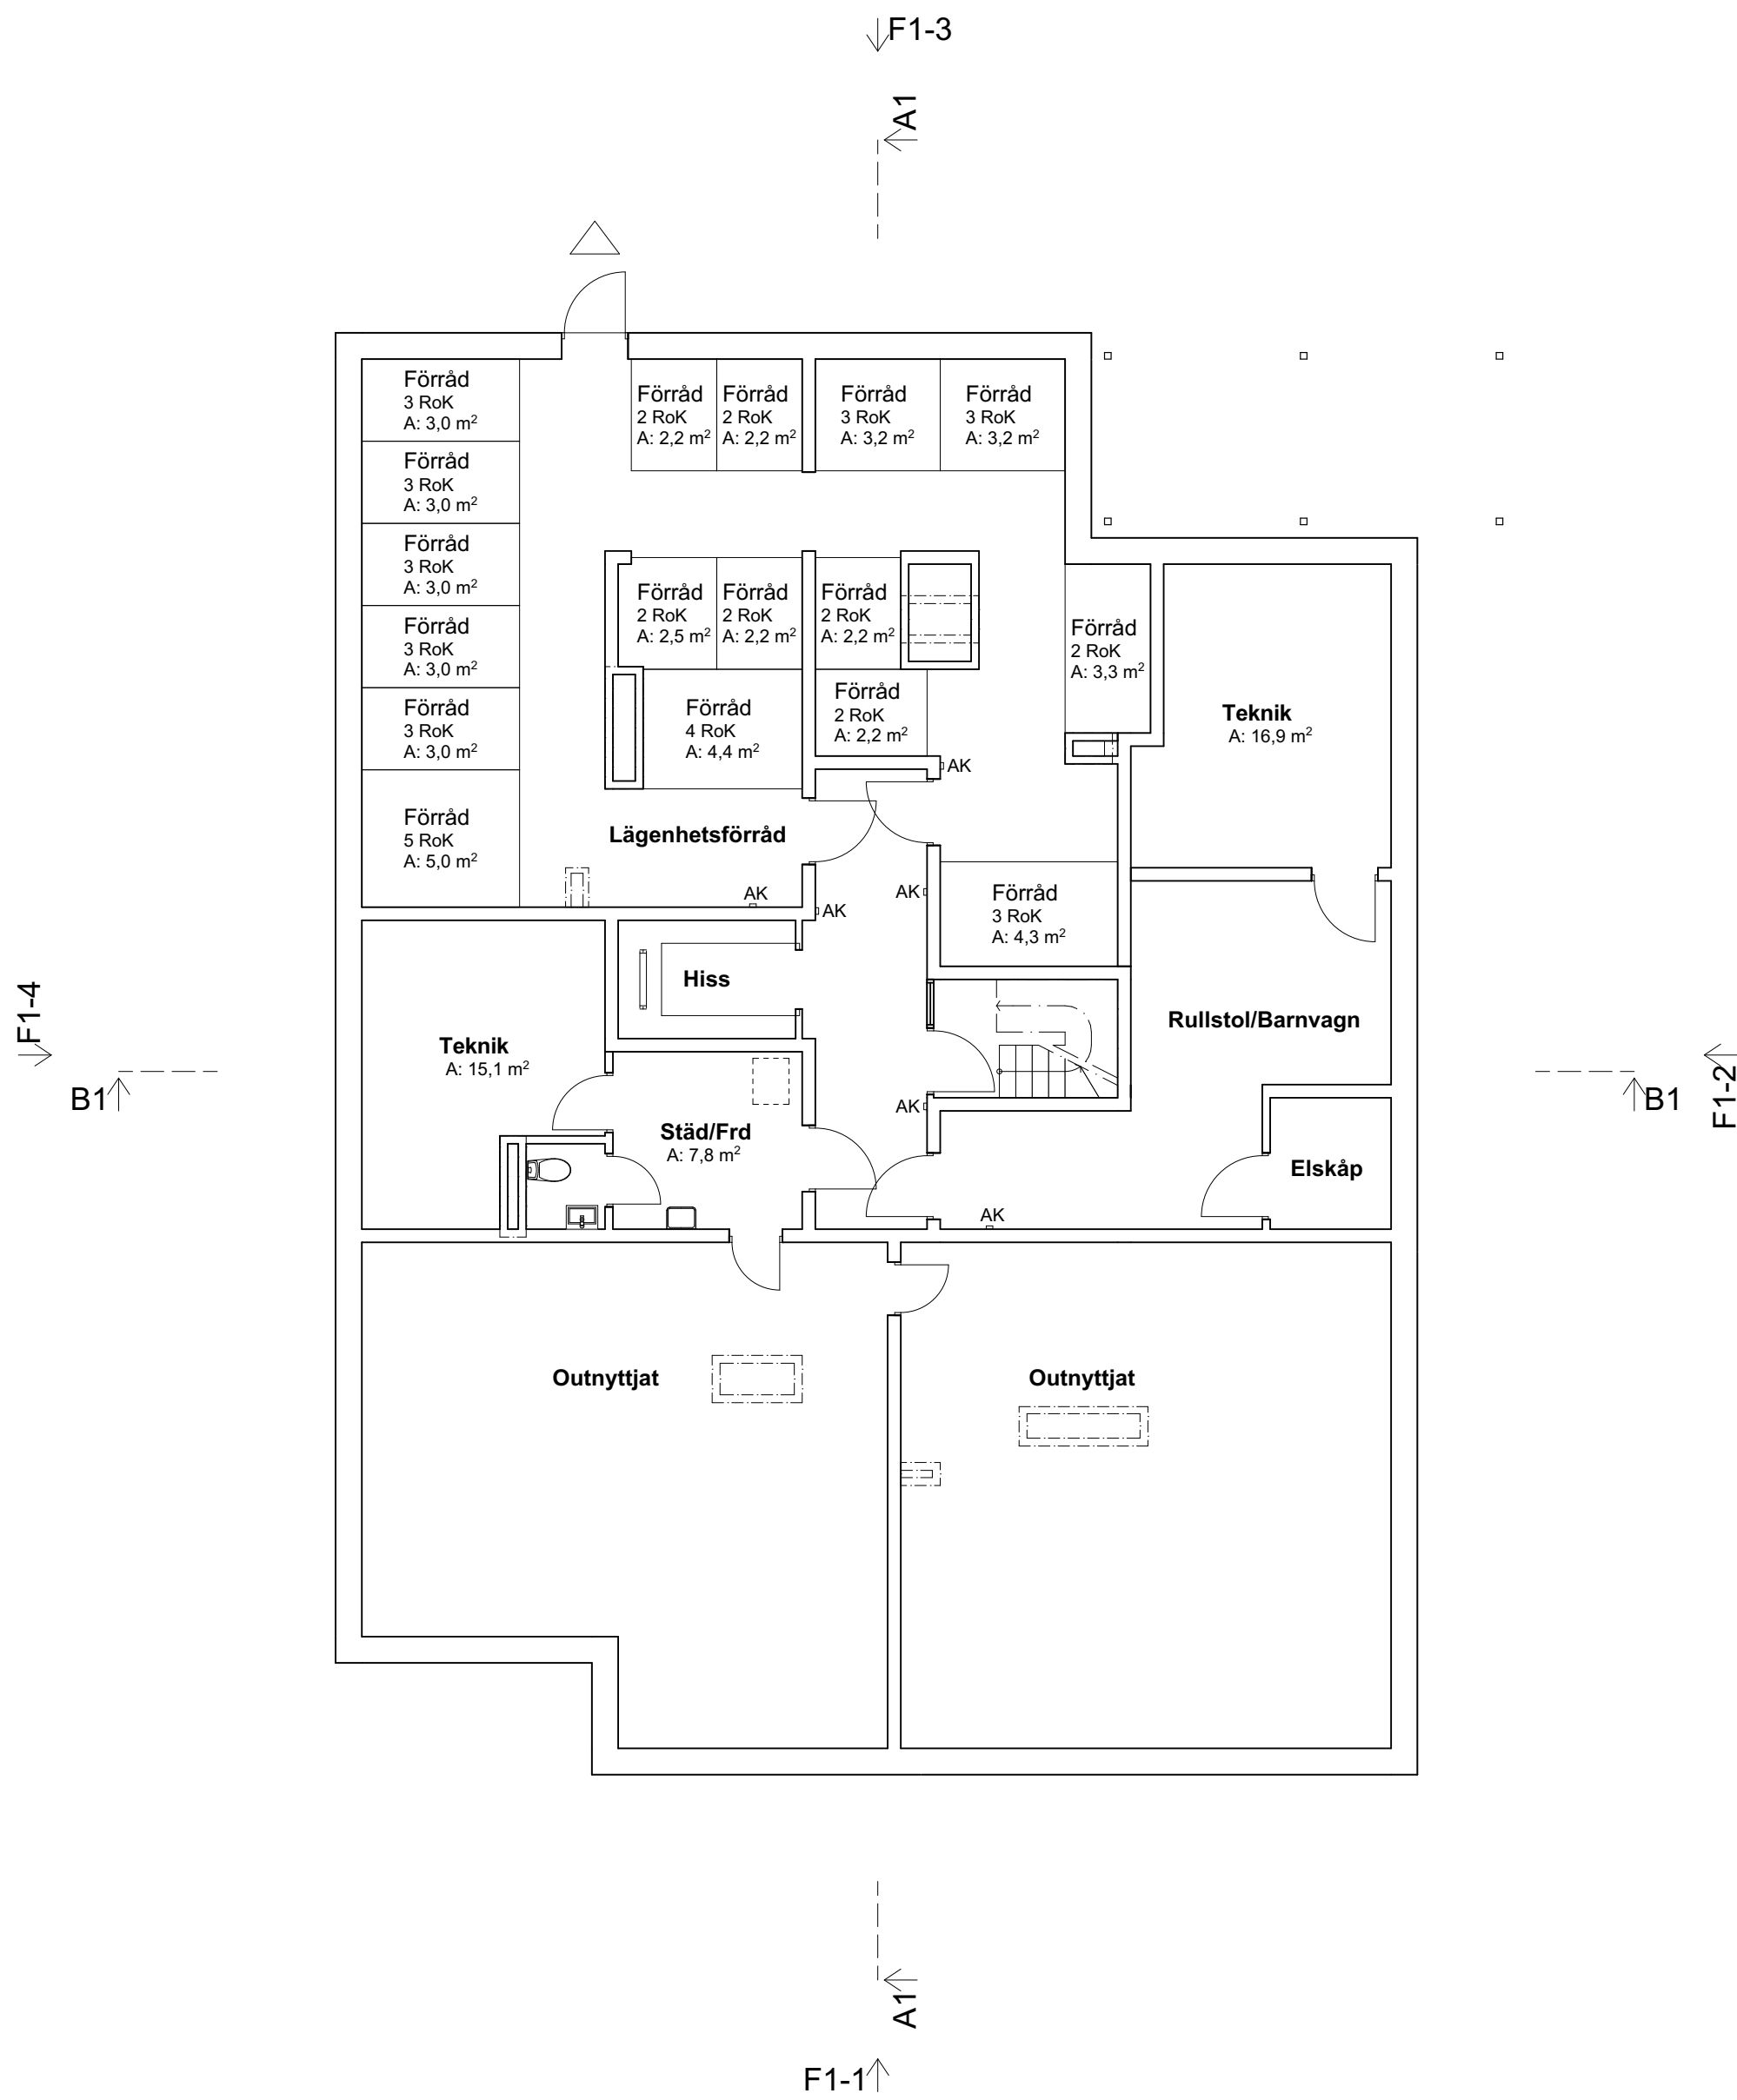 F1-3
A1
Förråd
3 RoK
A: 3,0 m²
Förråd
2 RoK
A: 2,2 m²
Förråd
2 RoK
A: 2,2 m²
Förråd
3 RoK
A: 3,2 m²
Förråd
3 RoK
A: 3,2 m²
Förråd
3 RoK
A: 3,0 m²
Förråd
3 RoK
A: 3,0 m²
Förråd
2 RoK
A: 2,5 m²
Förråd
2 RoK
A: 2,2 m²
Förråd
2 RoK
A: 2,2 m²
Förråd
2 RoK
A: 3,3 m²
Förråd
3 RoK
A: 3,0 m²
Förråd
3 RoK
A: 3,0 m²
Förråd
4 RoK
A: 4,4 m²
Förråd
2 RoK
A: 2,2 m²
Teknik
A: 16,9 m²
AK
Förråd
5 RoK
A: 5,0 m²
Lägenhetsförråd
AK
AK
AK
Förråd
3 RoK
A: 4,3 m²
Hiss
Rullstol/Barnvagn
F1-4
B1
Teknik
A: 15,1 m²
AK
Städ/Frd
A: 7,8 m²
Elskåp
B1
F1-2
AK
Outnyttjat
Outnyttjat
A1
F1-1